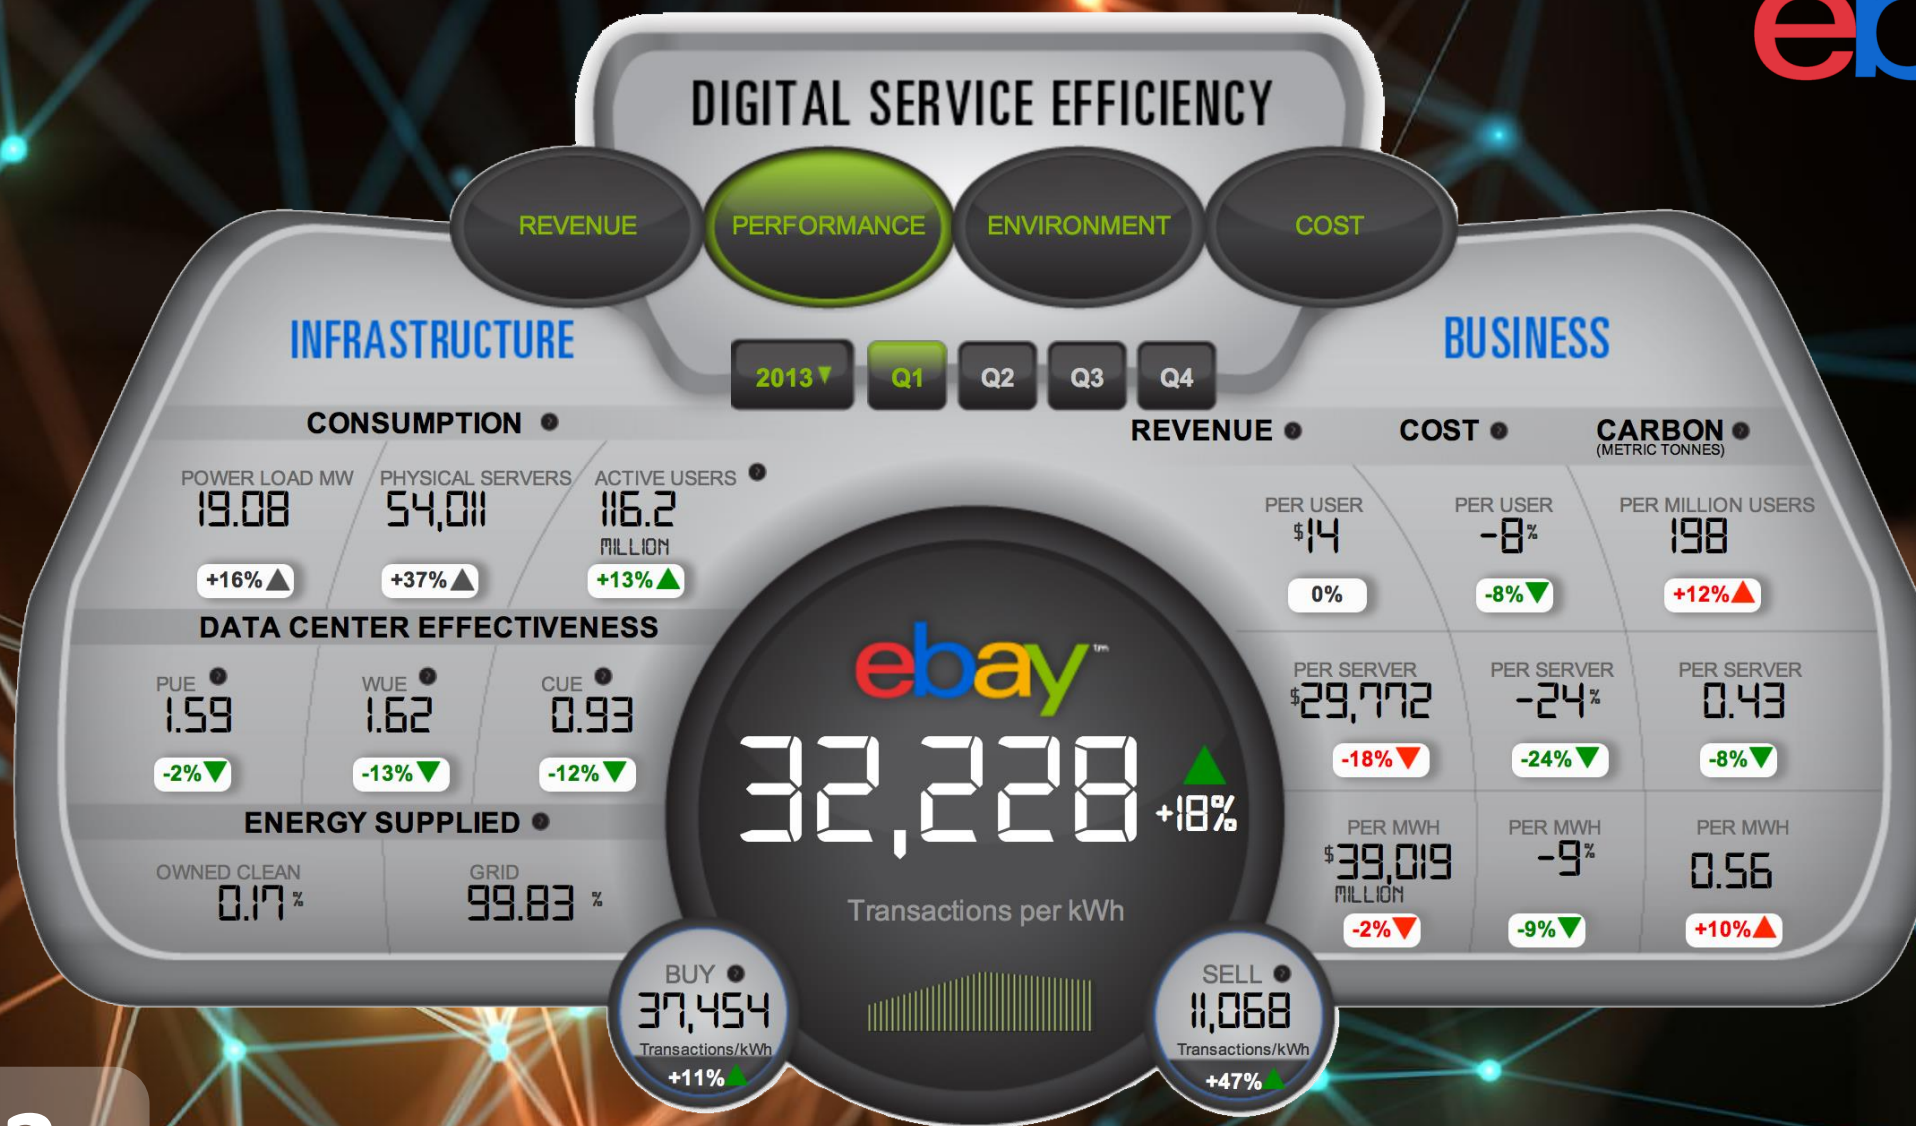 eb
DIGITAL SERVICE EFFICIENCY
REVENUE
PERFORMANCE
ENVIRONMENT
COST
2013
Q1
Q2
Q3
Q4
INFRASTRUCTURE
CONSUMPTION
POWER LOAD MW
19.08
+16%
PHYSICAL SERVERS
54,011
+37%
ACTIVE USERS
116.2
MILLION
+13%
DATA CENTER EFFECTIVENESS
PUE
1.59
-2%
WUE
1.62
-13%
CUE
0.93
-12%
ENERGY SUPPLIED
OWNED CLEAN
0.17%
GRID
99.83 %
ebay™
32,228
+18%
Transactions per kWh
BUY
37,454
Transactions/kWh
+11%
SELL
11,068
Transactions/kWh
+47%
BUSINESS
REVENUE
COST
CARBON
(METRIC TONNES)
PER USER
$14
0%
PER USER
-8%
-8%
PER MILLION USERS
198
+12%
PER SERVER
$29,772
-18%
PER SERVER
-24%
-24%
PER SERVER
0.43
-8%
PER MWH
$39,019
MILLION
-2%
PER MWH
-9%
-9%
PER MWH
0.56
+10%